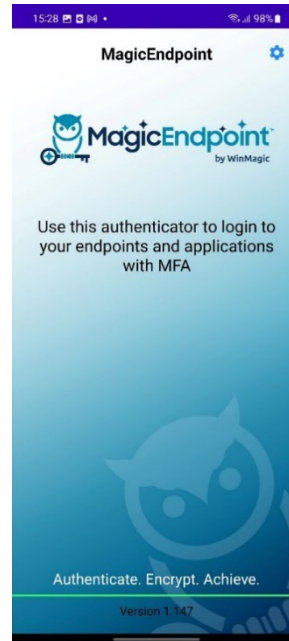 15:28 98%
MagicEndpoint
MagicEndpoint™
by WinMagic
Use this authenticator to login to
your endpoints and applications
with MFA
Authenticate. Encrypt. Achieve.
Version 1.147